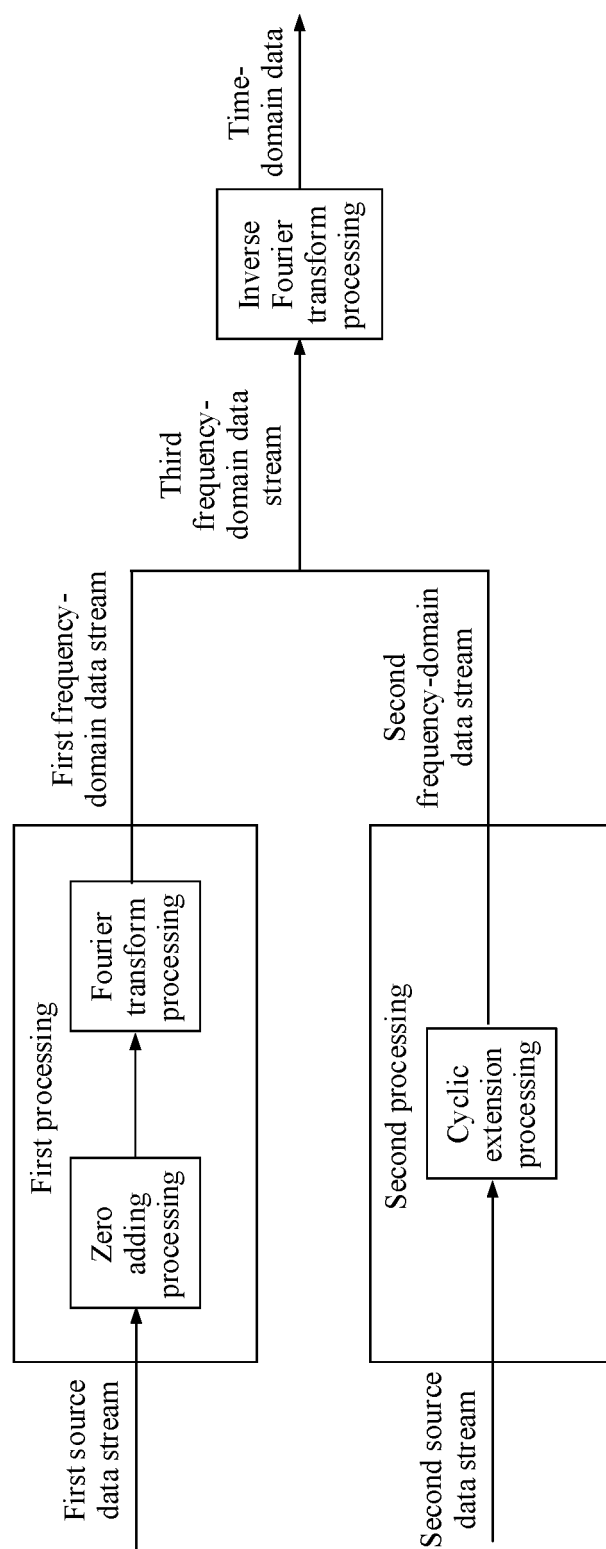 First source
data stream
First processing
Zero
adding
processing
Fourier
transform
processing
First frequency-
domain data stream
Second source
data stream
Second processing
Cyclic
extension
processing
Second
frequency-domain
data stream
Third
frequency-
domain data
stream
Inverse
Fourier
transform
processing
Time-
domain data